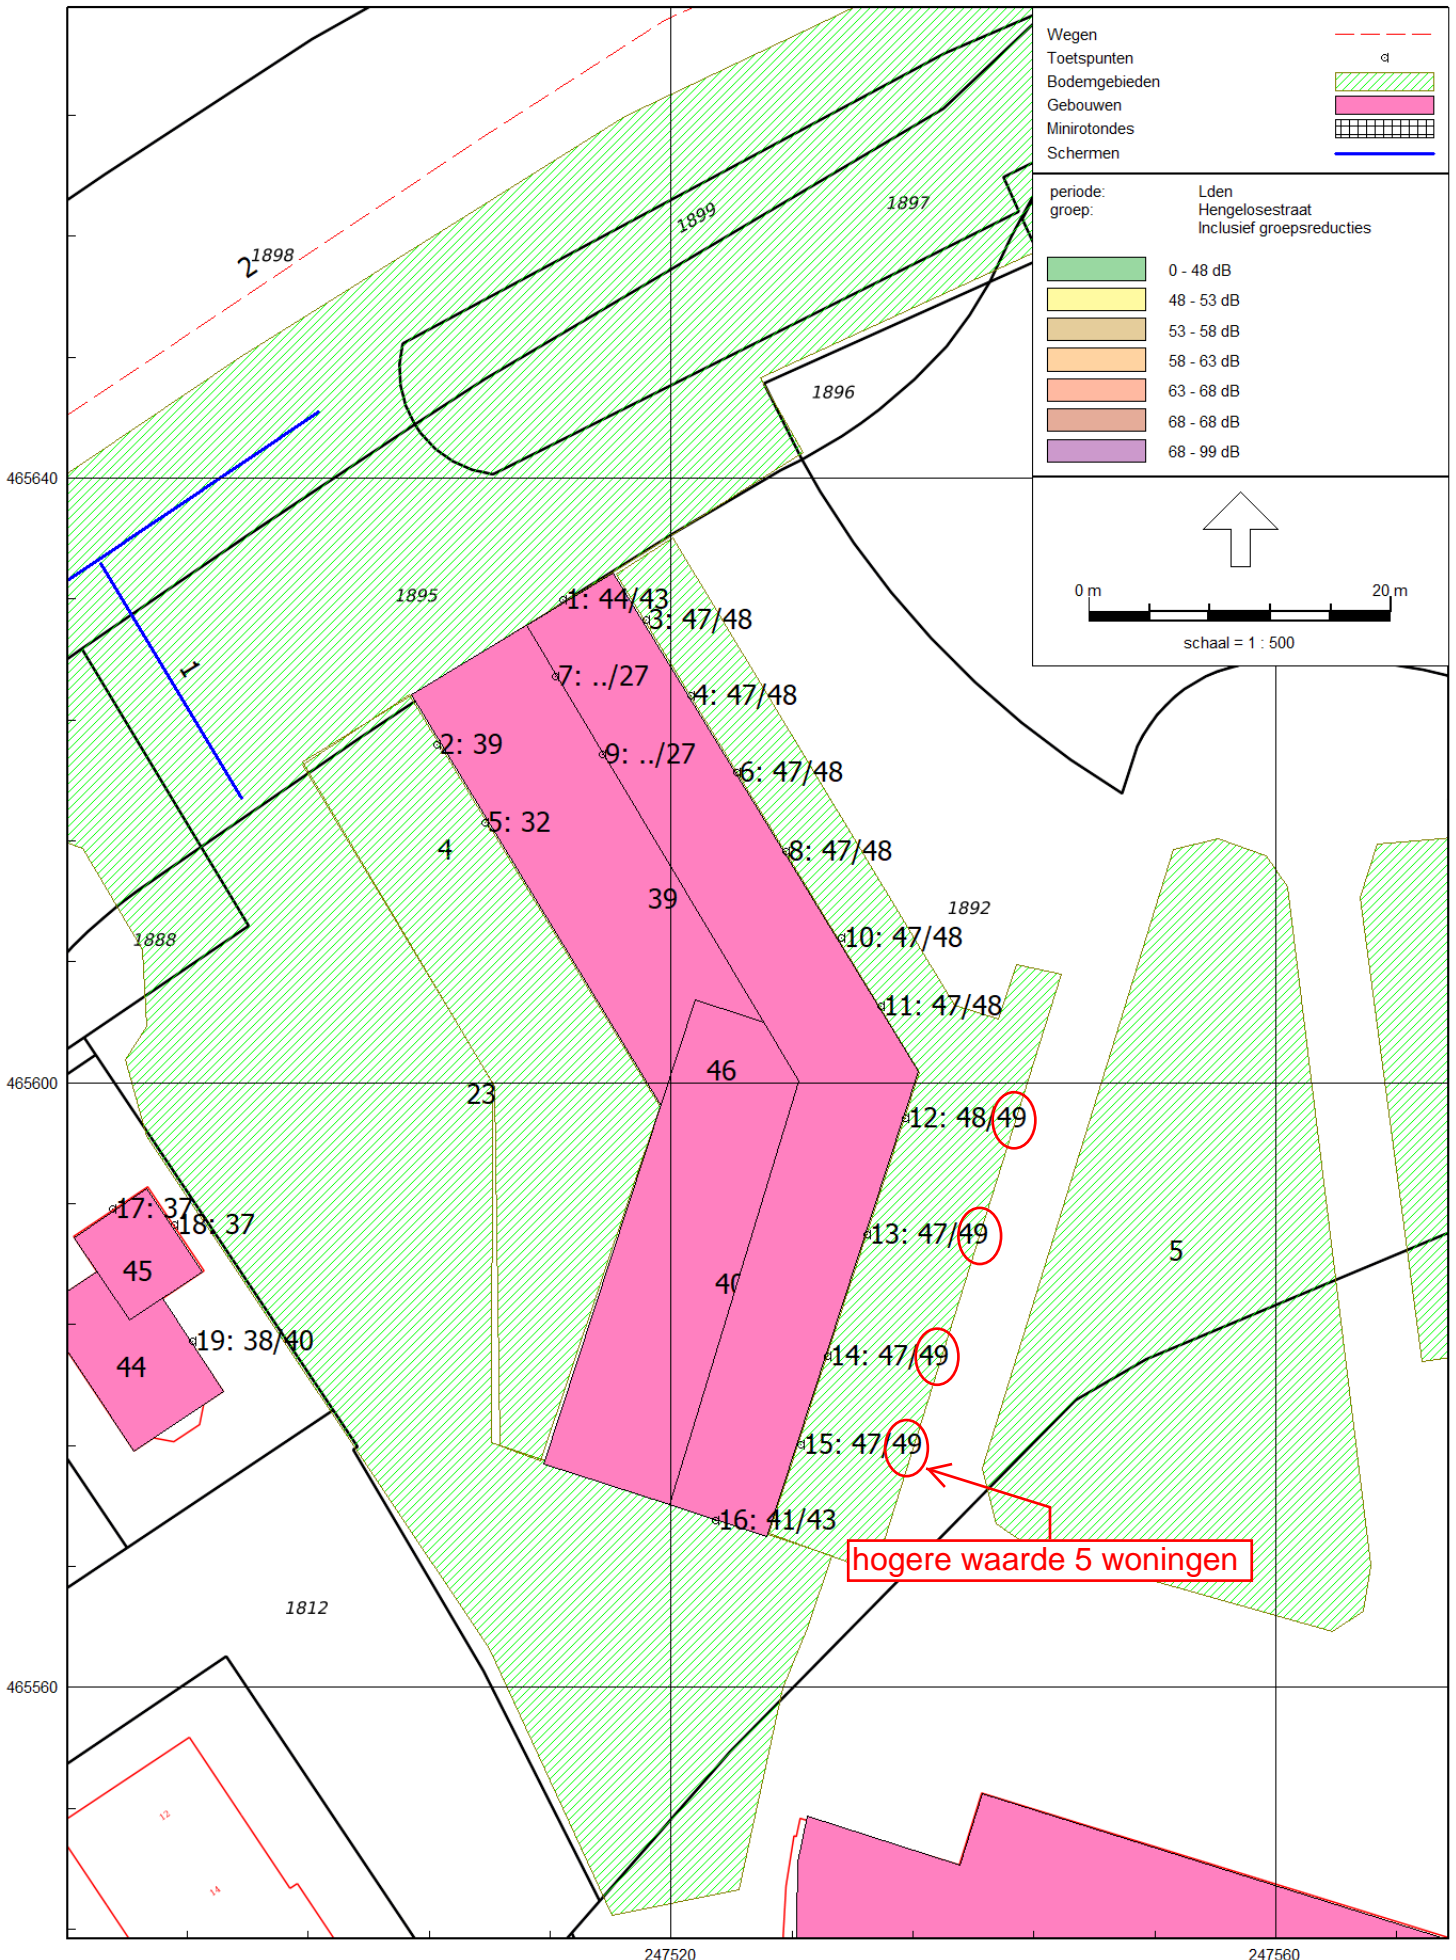 Wegen
Toetspunten
Bodemgebieden
Gebouwen
Minirotondes
Schermen
periode: Lden
groep: Hengelosestraat
Inclusief groepsreducties
0 - 48 dB
48 - 53 dB
53 - 58 dB
58 - 63 dB
63 - 68 dB
68 - 68 dB
68 - 99 dB
0 m 20 m
schaal = 1 : 500
1899
1897
1898
2
1896
465640
1895
1: 44/43
3: 47/48
1
7: ../27
4: 47/48
2: 39
9: ../27
6: 47/48
5: 32
4
8: 47/48
39
1892
1888
10: 47/48
11: 47/48
46
465600
23
12: 48/49
17: 37
18: 37
13: 47/49
5
45
40
19: 38/40
44
14: 47/49
15: 47/49
16: 41/43
hogere waarde 5 woningen
1812
465560
12
14
247520
247560